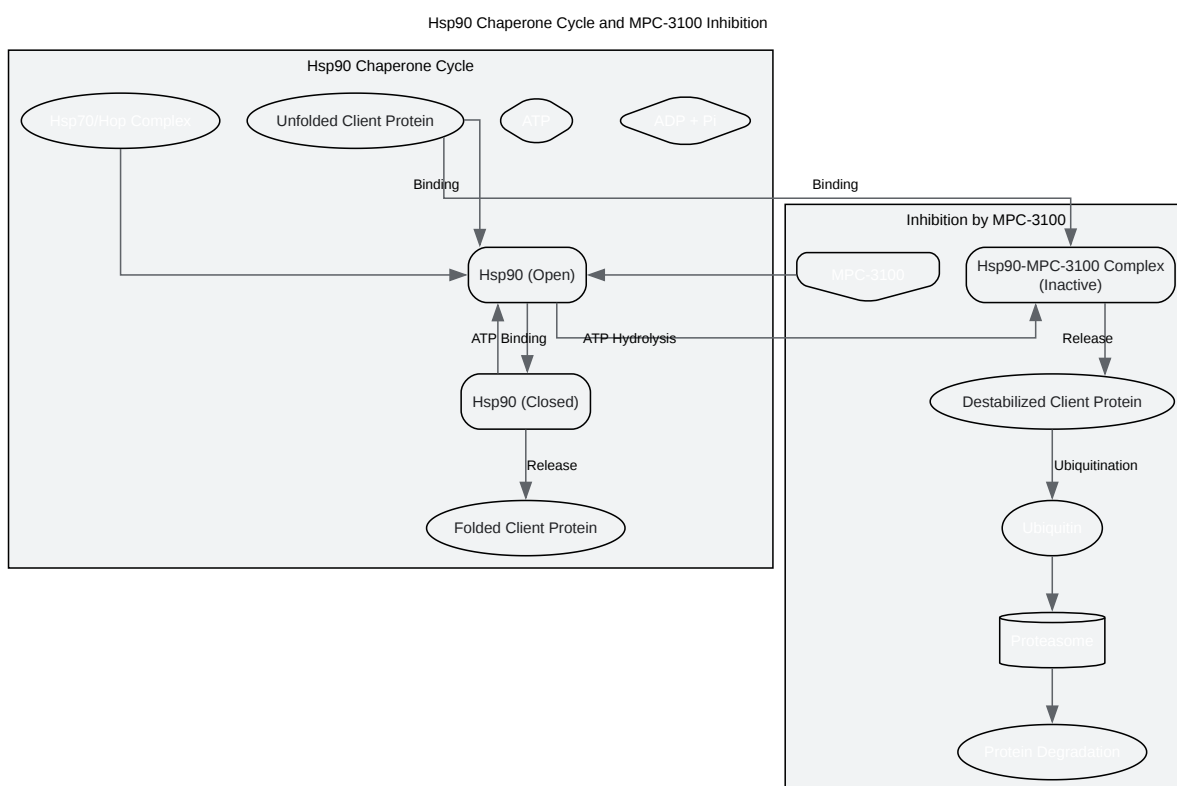 Hsp90 Chaperone Cycle and MPC-3100 Inhibition
Hsp90 Chaperone Cycle
Hsp70/Hop Complex
Unfolded Client Protein
ATP
ADP + Pi
Binding
Binding
Inhibition by MPC-3100
Hsp90 (Open)
MPC-3100
Hsp90-MPC-3100 Complex
(Inactive)
ATP Binding
ATP Hydrolysis
Release
Hsp90 (Closed)
Destabilized Client Protein
Release
Ubiquitination
Folded Client Protein
Ubiquitin
Proteasome
Protein Degradation